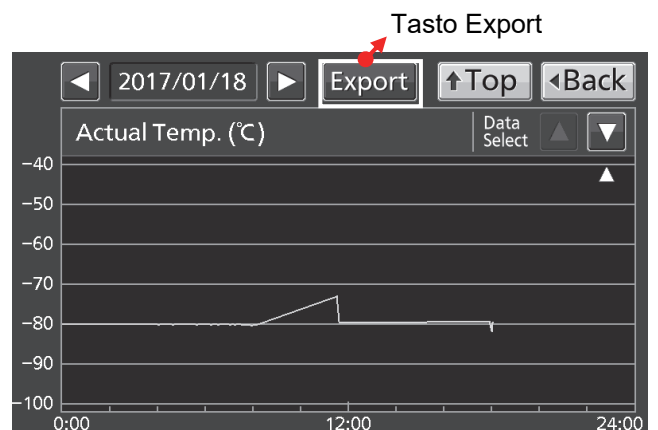 Tasto Export
2017/01/18 Export Top Back
Actual Temp. (℃) Data Select
−40
−50
−60
−70
−80
−90
−100
0:00 12:00 24:00